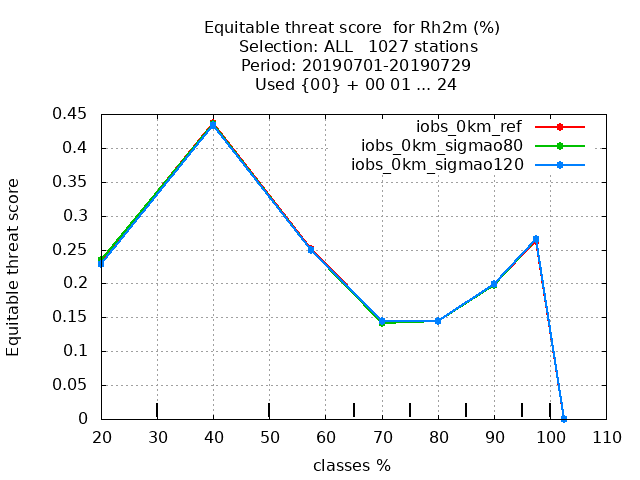 Equitable threat score  for Rh2m (%)
Selection: ALL   1027 stations
Period: 20190701-20190729
Used {00} + 00 01 ... 24
iobs_0km_ref
iobs_0km_sigmao80
iobs_0km_sigmao120
Equitable threat score
0.45
0.4
0.35
0.3
0.25
0.2
0.15
0.1
0.05
0
20 30 40 50 60 70 80 90 100 110
classes %